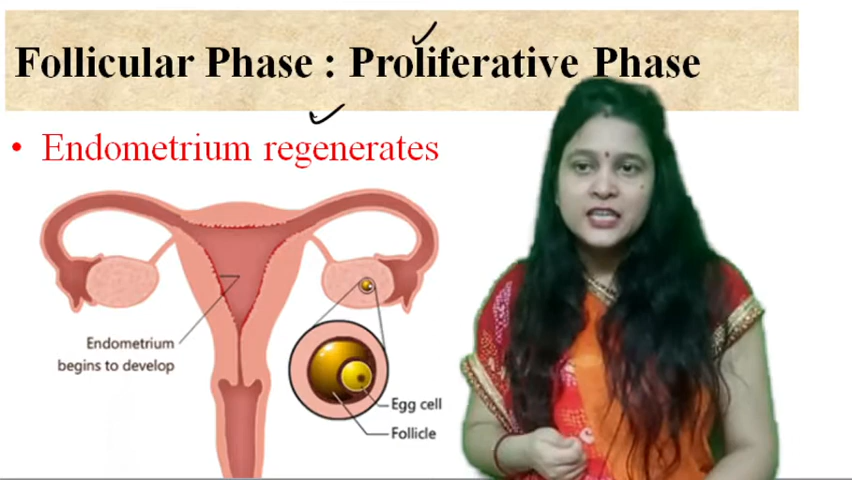 Follicular Phase : Proliferative Phase
• Endometrium regenerates
Endometrium
begins to develop
Egg cell
Follicle